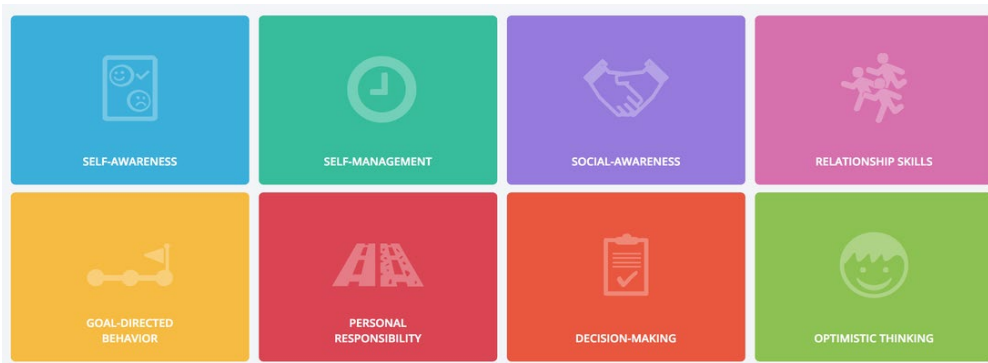 SELF-AWARENESS
SELF-MANAGEMENT
SOCIAL-AWARENESS
RELATIONSHIP SKILLS
GOAL-DIRECTED
BEHAVIOR
PERSONAL
RESPONSIBILITY
DECISION-MAKING
OPTIMISTIC THINKING